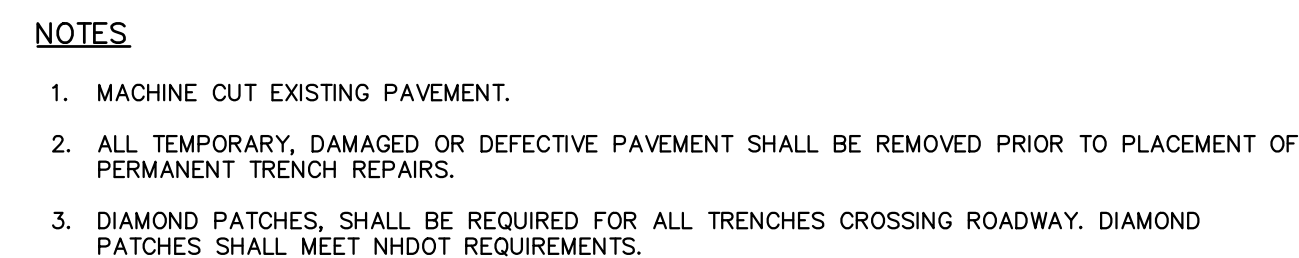 NOTES
1. MACHINE CUT EXISTING PAVEMENT.
2. ALL TEMPORARY, DAMAGED OR DEFECTIVE PAVEMENT SHALL BE REMOVED PRIOR TO PLACEMENT OF
PERMANENT TRENCH REPAIRS.
3. DIAMOND PATCHES, SHALL BE REQUIRED FOR ALL TRENCHES CROSSING ROADWAY. DIAMOND
PATCHES SHALL MEET NHDOT REQUIREMENTS.